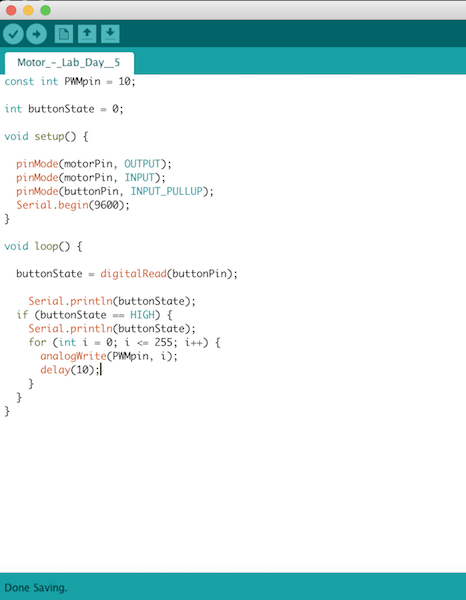 Motor_-_Lab_Day__5
const int PWMpin = 10;
int buttonState = 0;
void setup() {
pinMode(motorPin, OUTPUT);
pinMode(motorPin, INPUT);
pinMode(buttonPin, INPUT_PULLUP);
Serial.begin(9600);
}
void loop() {
buttonState = digitalRead(buttonPin);
Serial.println(buttonState);
if (buttonState == HIGH) {
Serial.println(buttonState);
for (int i = 0; i <= 255; i++) {
analogWrite(PWMpin, i);
delay(10);
}
}
}
Done Saving.